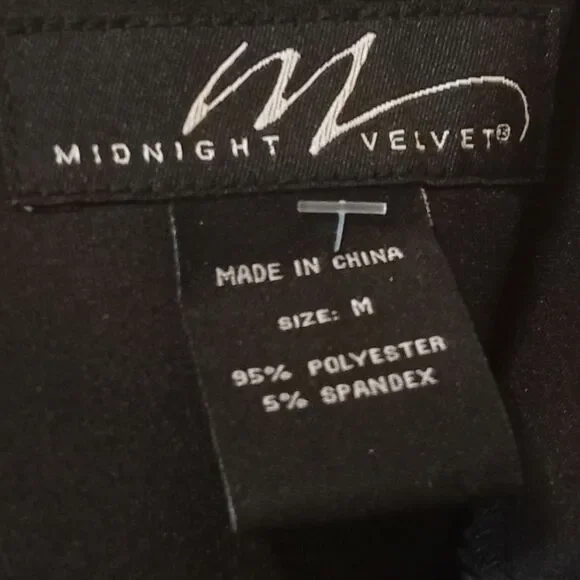 M
MIDNIGHT VELVET®
MADE IN CHINA
SIZE: M
95% POLYESTER
5% SPANDEX